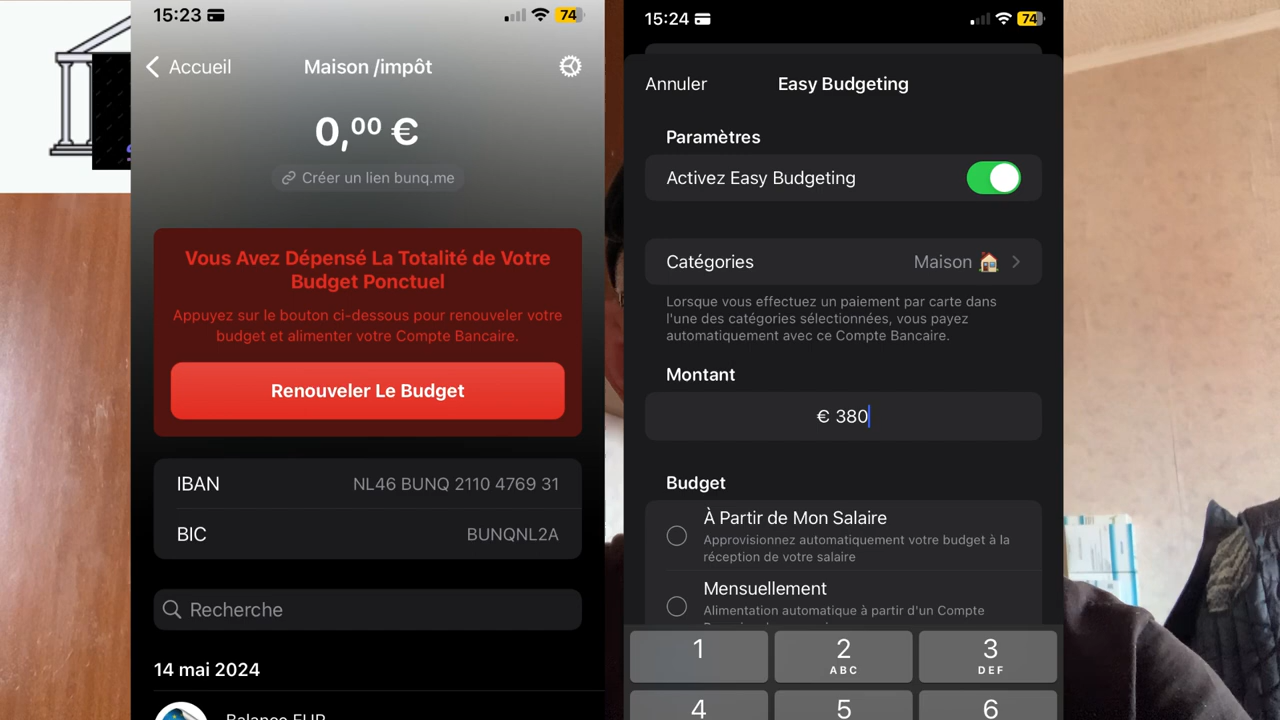 15:23
74
Accueil
Maison /impôt
0,00 €
Créer un lien bunq.me
Vous Avez Dépensé La Totalité de Votre
Budget Ponctuel
Appuyez sur le bouton ci-dessous pour renouveler votre
budget et alimenter votre Compte Bancaire.
Renouveler Le Budget
IBAN
NL46 BUNQ 2110 4769 31
BIC
BUNQNL2A
Recherche
14 mai 2024
Balance EUR
15:24
74
Annuler
Easy Budgeting
Paramètres
Activez Easy Budgeting
Catégories
Maison 🏠
Lorsque vous effectuez un paiement par carte dans
l'une des catégories sélectionnées, vous payez
automatiquement avec ce Compte Bancaire.
Montant
€ 380
Budget
À Partir de Mon Salaire
Approvisionnez automatiquement votre budget à la
réception de votre salaire
Mensuellement
Alimentation automatique à partir d'un Compte
1
2
ABC
3
DEF
4
5
6